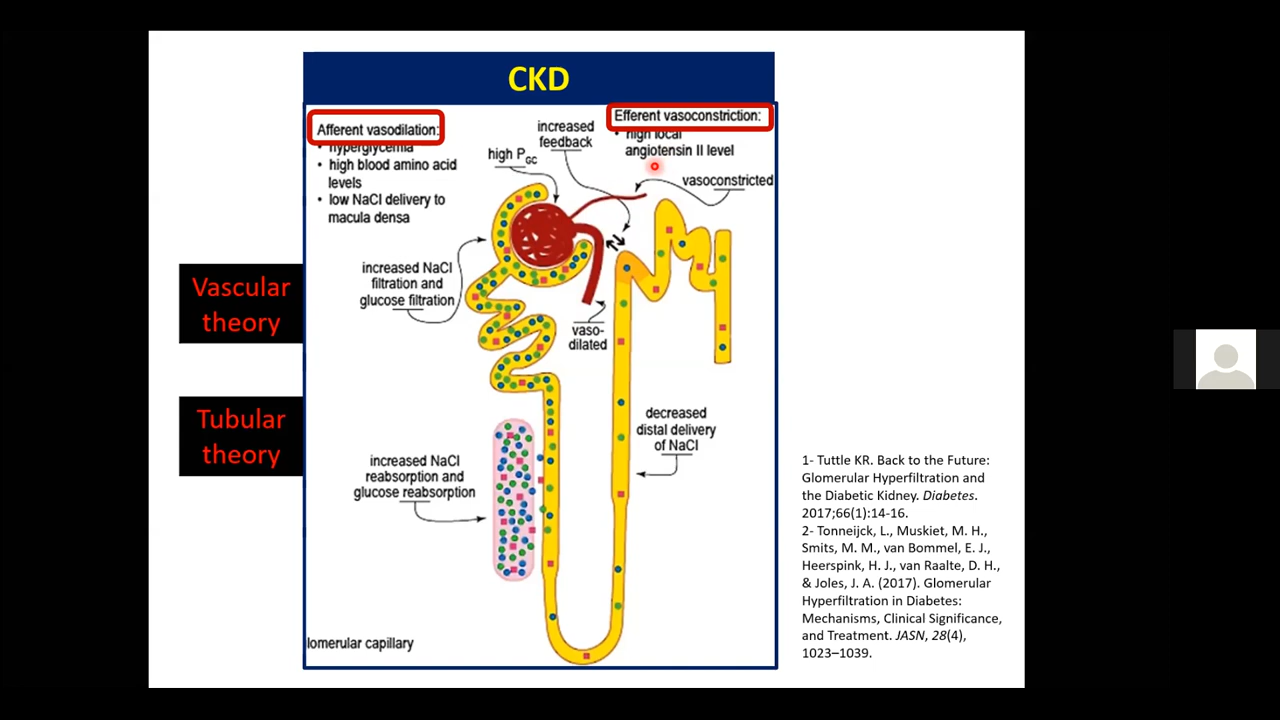 CKD
Afferent vasodilation:
• hyperglycemia
• high blood amino acid
levels
• low NaCl delivery to
macula densa
increased
feedback
high PGC
Efferent vasoconstriction:
• high local
angiotensin II level
vasoconstricted
Vascular
theory
increased NaCl
filtration and
glucose filtration
vaso-
dilated
Tubular
theory
increased NaCl
reabsorption and
glucose reabsorption
decreased
distal delivery
of NaCl
lomerular capillary
1- Tuttle KR. Back to the Future:
Glomerular Hyperfiltration and
the Diabetic Kidney. Diabetes.
2017;66(1):14-16.
2- Tonneijck, L., Muskiet, M. H.,
Smits, M. M., van Bommel, E. J.,
Heerspink, H. J., van Raalte, D. H.,
& Joles, J. A. (2017). Glomerular
Hyperfiltration in Diabetes:
Mechanisms, Clinical Significance,
and Treatment. JASN, 28(4),
1023–1039.